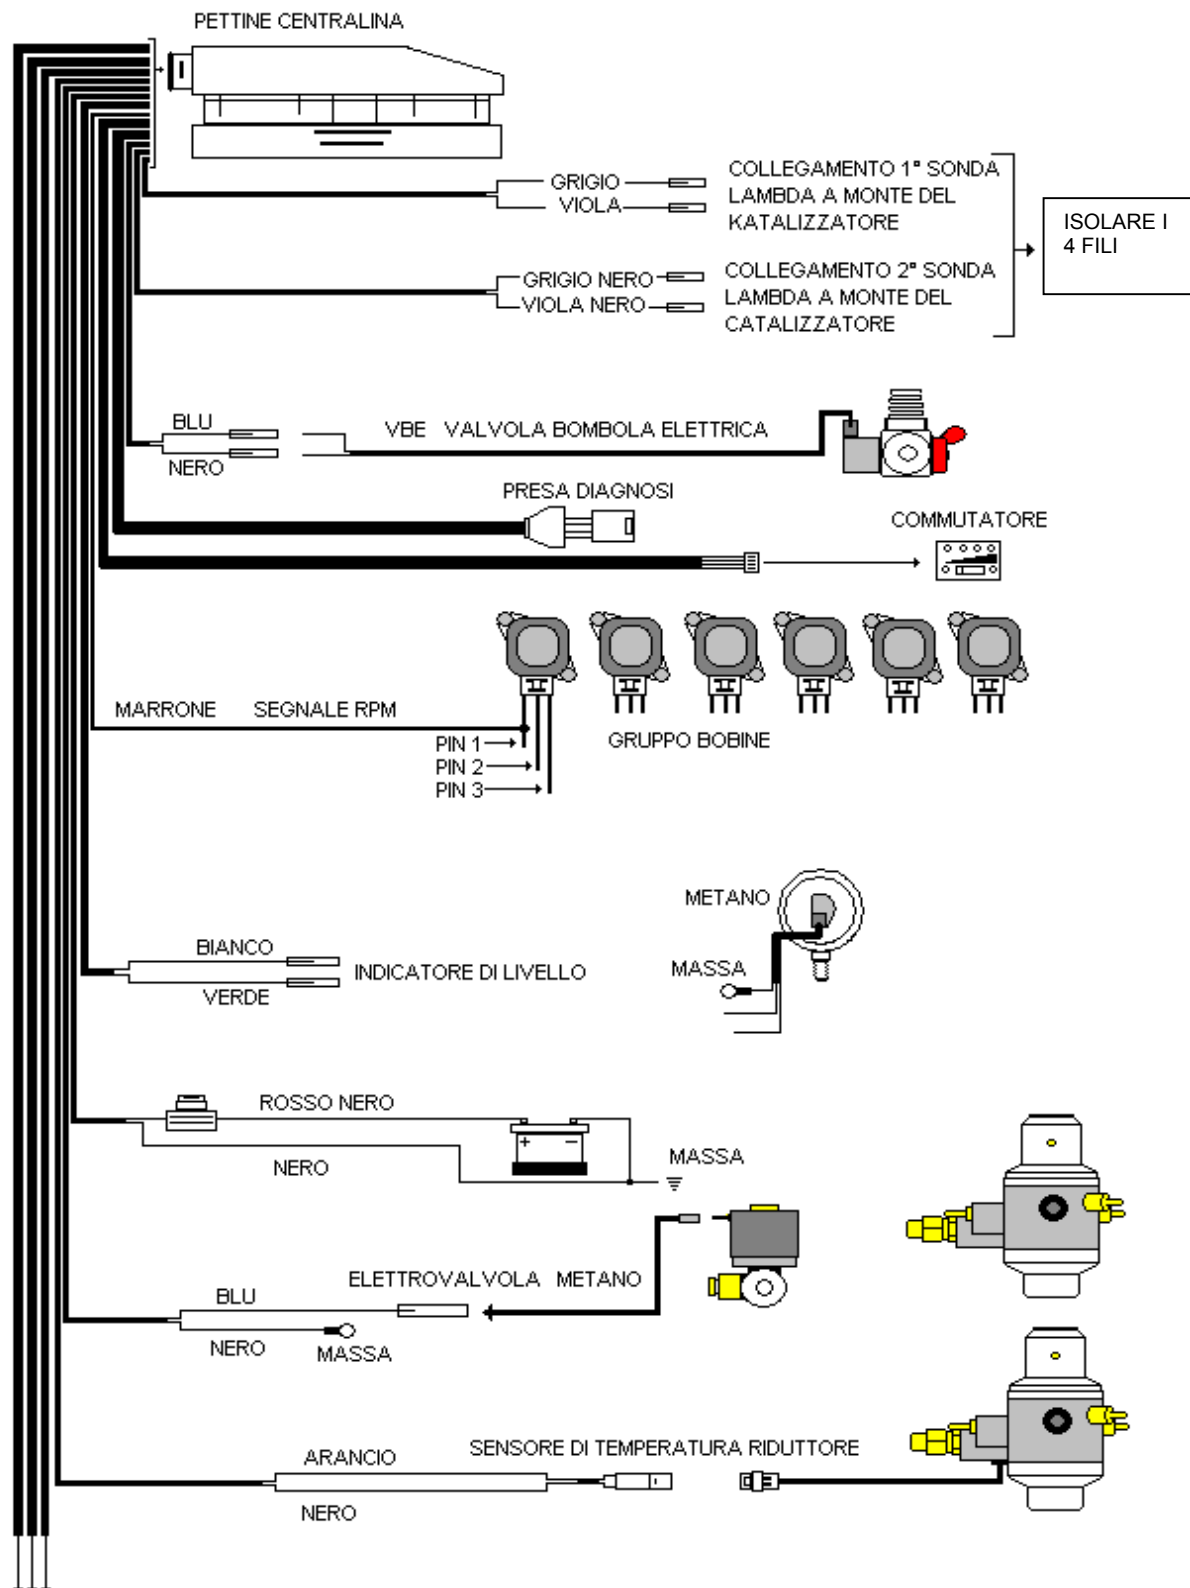 PETTINE CENTRALINA
GRIGIO
VIOLA
COLLEGAMENTO 1° SONDA
LAMBDA A MONTE DEL
KATALIZZATORE
ISOLARE I
4 FILI
GRIGIO NERO
VIOLA NERO
COLLEGAMENTO 2° SONDA
LAMBDA A MONTE DEL
CATALIZZATORE
BLU
NERO
VBE VALVOLA BOMBOLA ELETTRICA
PRESA DIAGNOSI
COMMUTATORE
MARRONE SEGNALE RPM
PIN 1
PIN 2
PIN 3
GRUPPO BOBINE
METANO
MASSA
BIANCO
VERDE
INDICATORE DI LIVELLO
ROSSO NERO
+ –
NERO
MASSA
ELETTROVALVOLA METANO
BLU
NERO
MASSA
SENSORE DI TEMPERATURA RIDUTTORE
ARANCIO
NERO